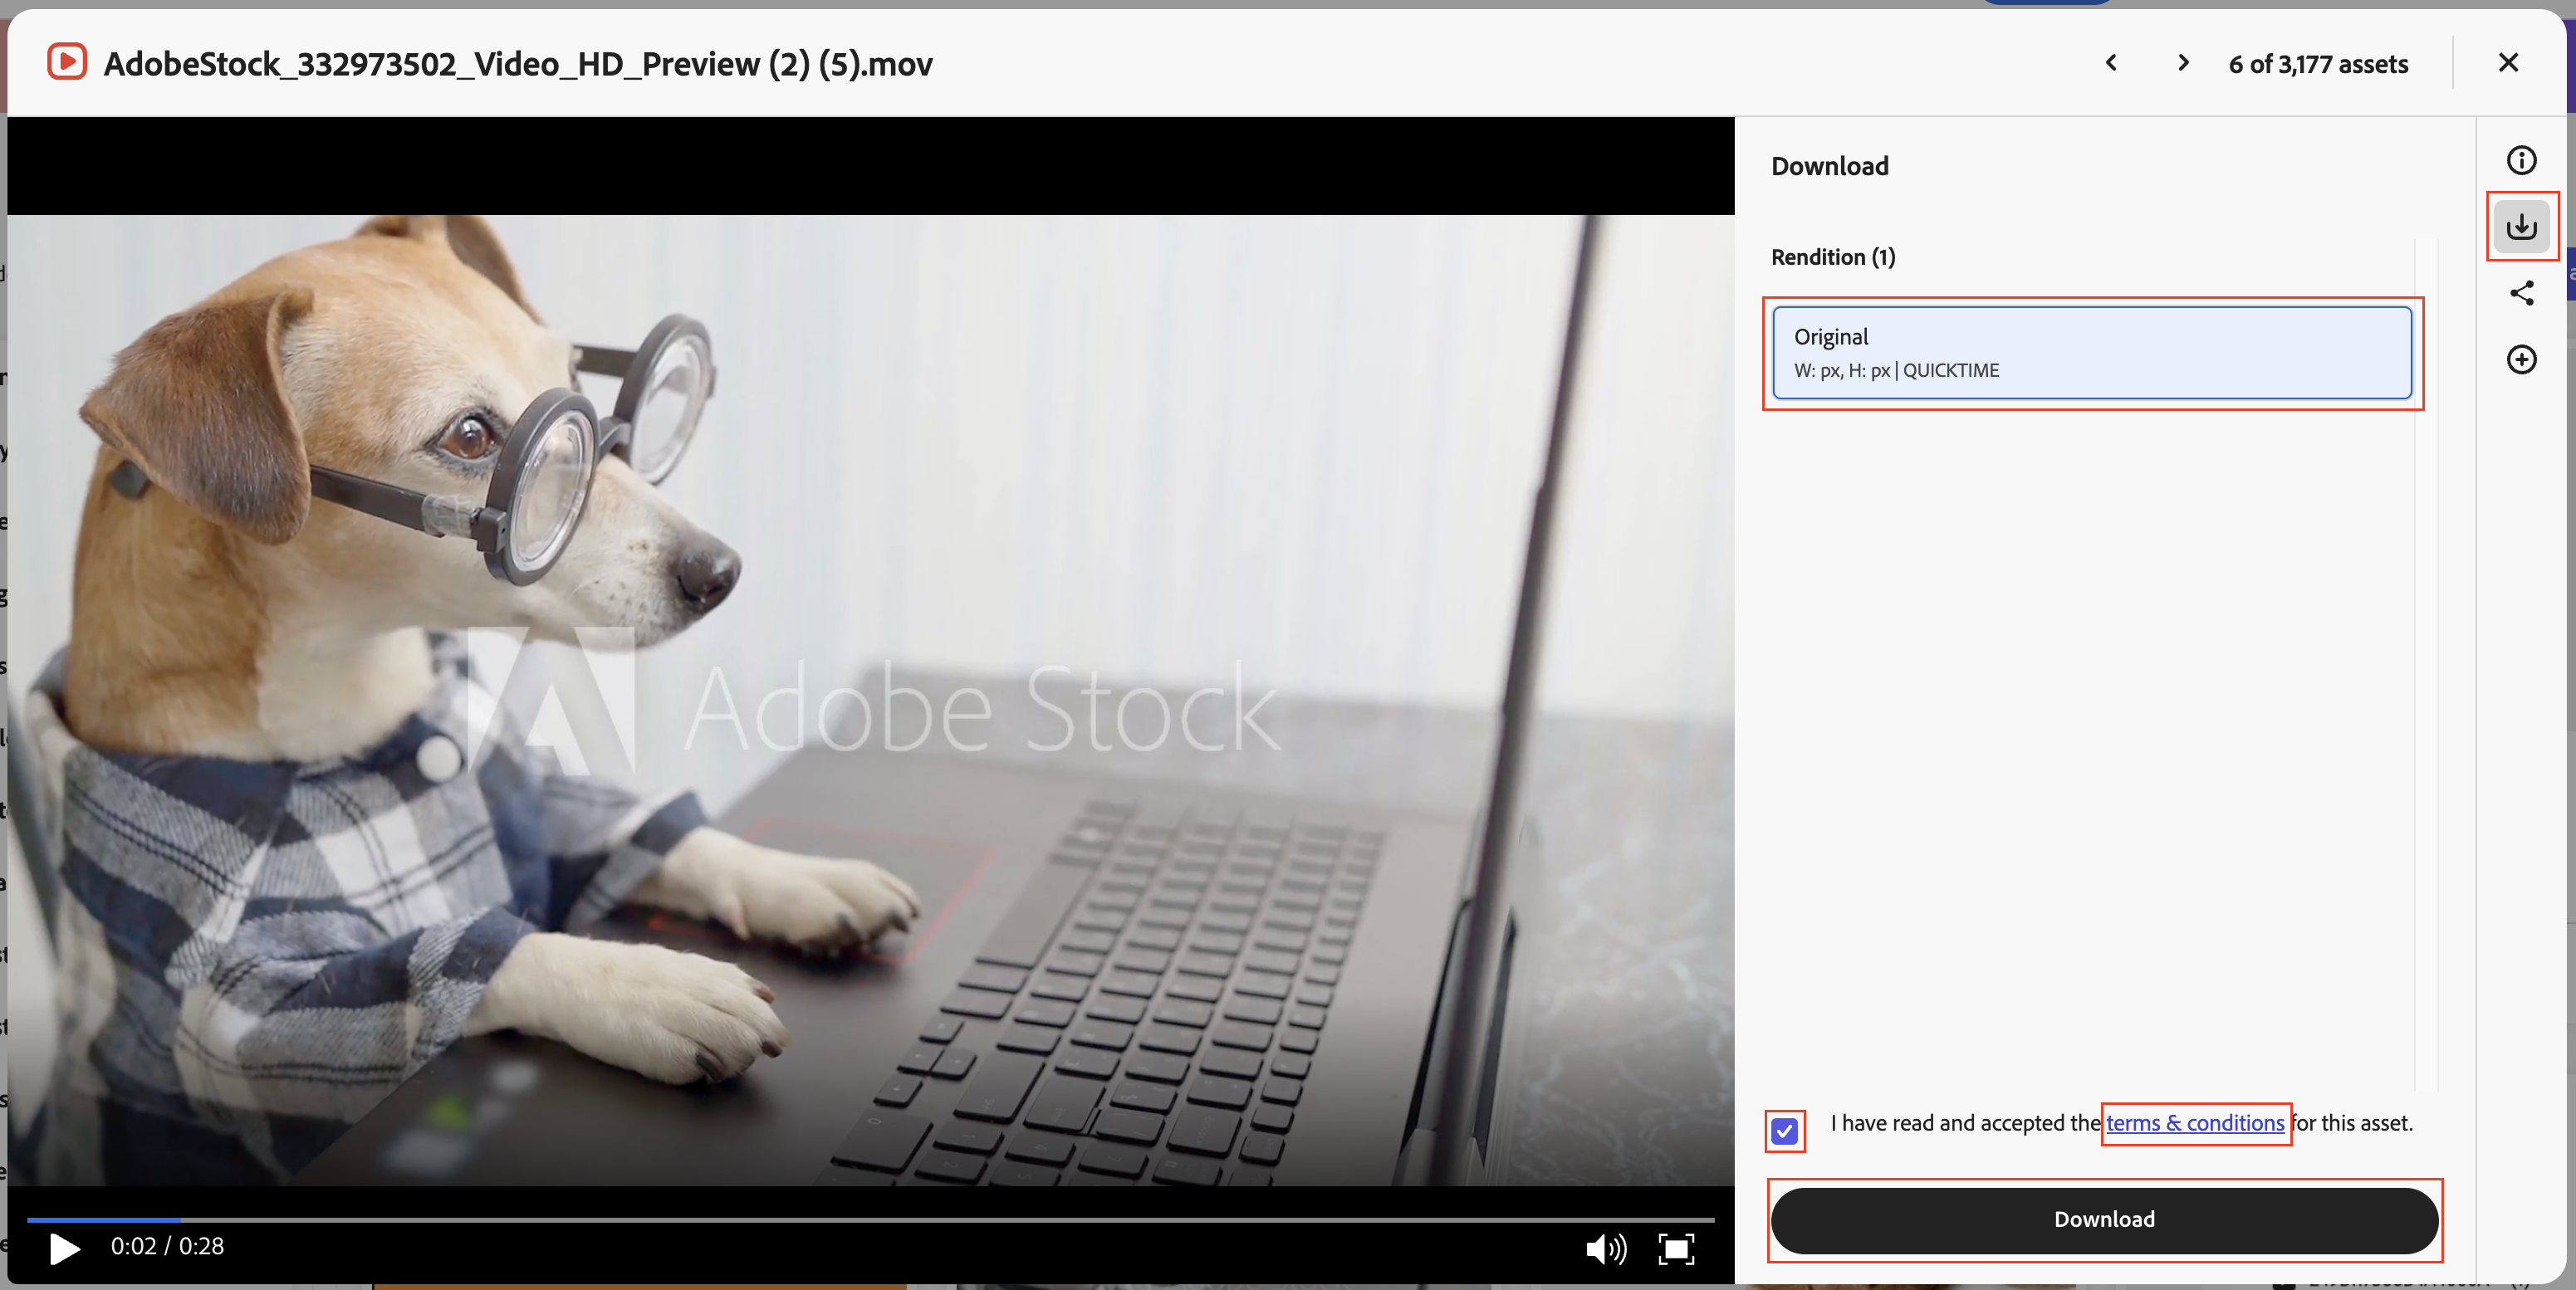 AdobeStock_332973502_Video_HD_Preview (2) (5).mov
6 of 3,177 assets
Adobe Stock
0:02 / 0:28
Download
Rendition (1)
Original
W: px, H: px | QUICKTIME
I have read and accepted the terms & conditions for this asset.
Download